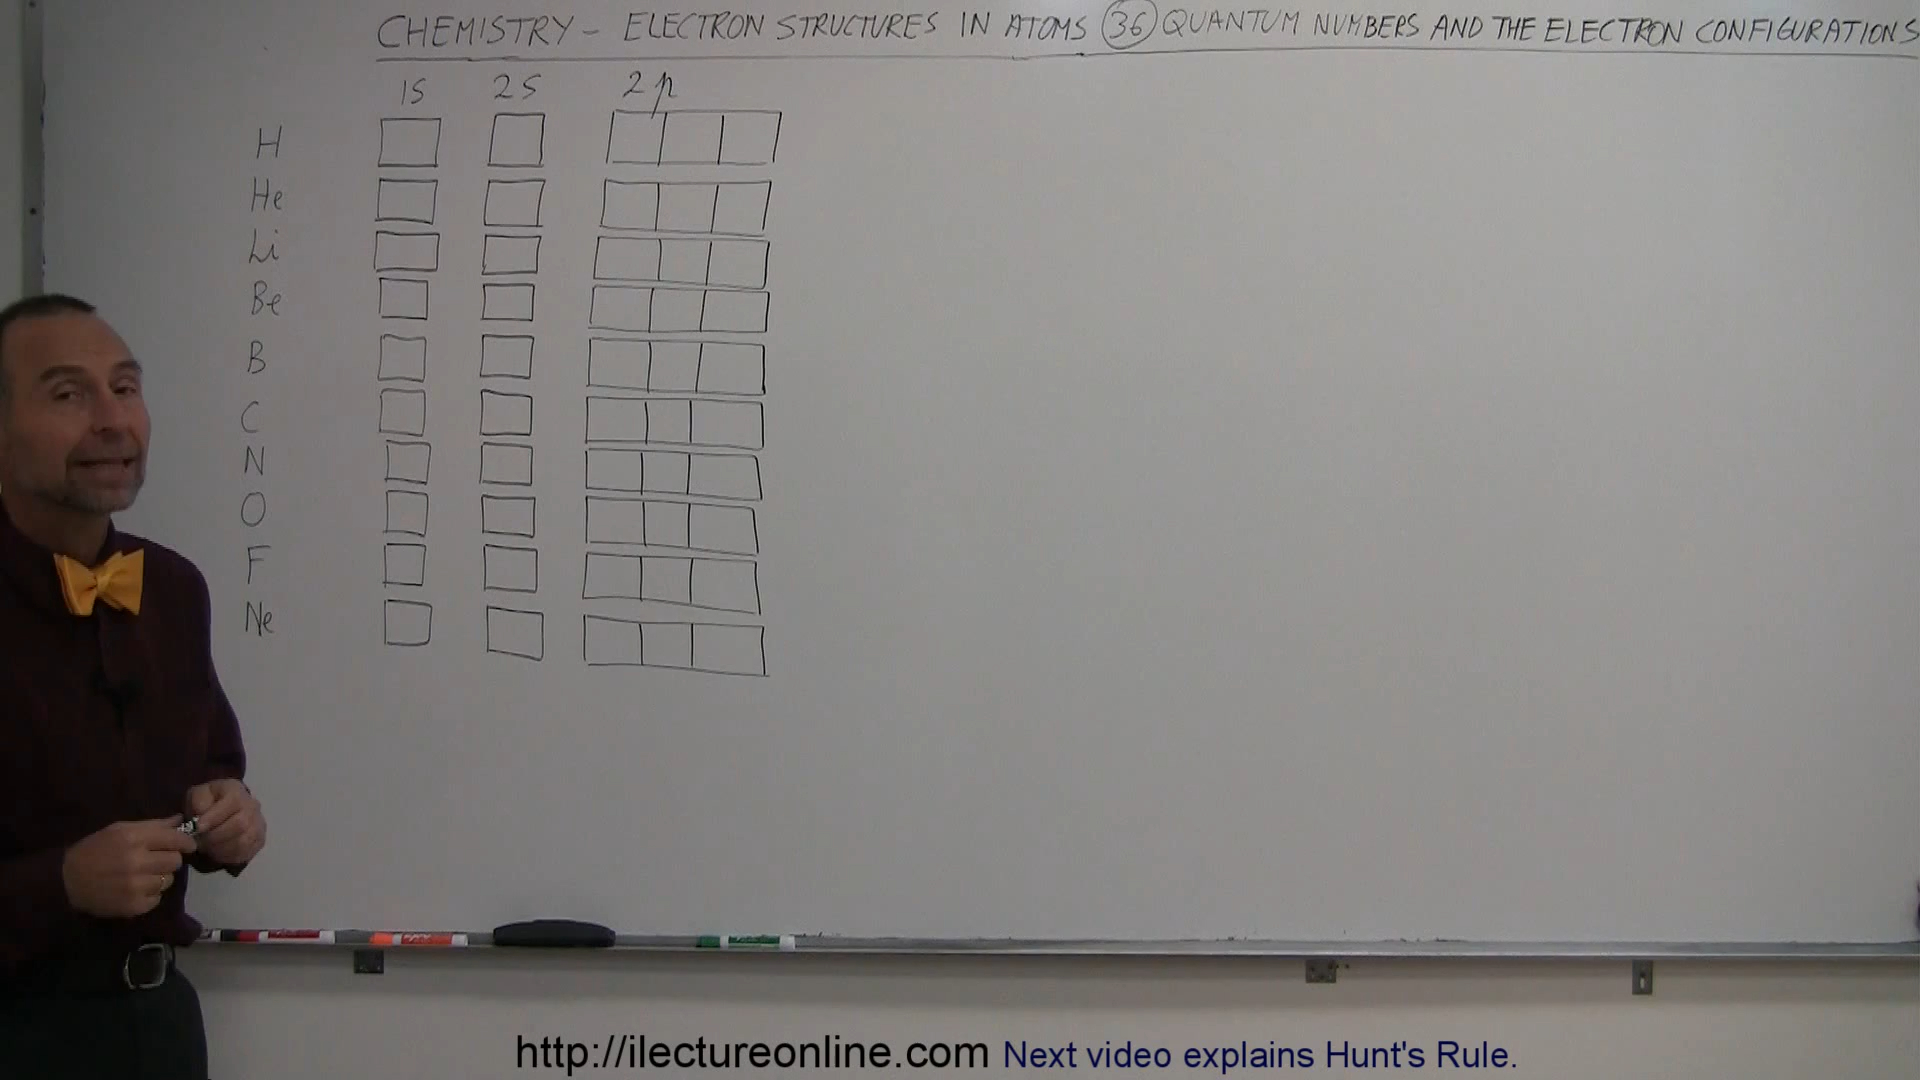 CHEMISTRY - ELECTRON STRUCTURES IN ATOMS 36 QUANTUM NUMBERS AND THE ELECTRON CONFIGURATIONS
1S 2S 2p
H
He
Li
Be
B
C
N
O
F
Ne
http://ilectureonline.com Next video explains Hunt's Rule.